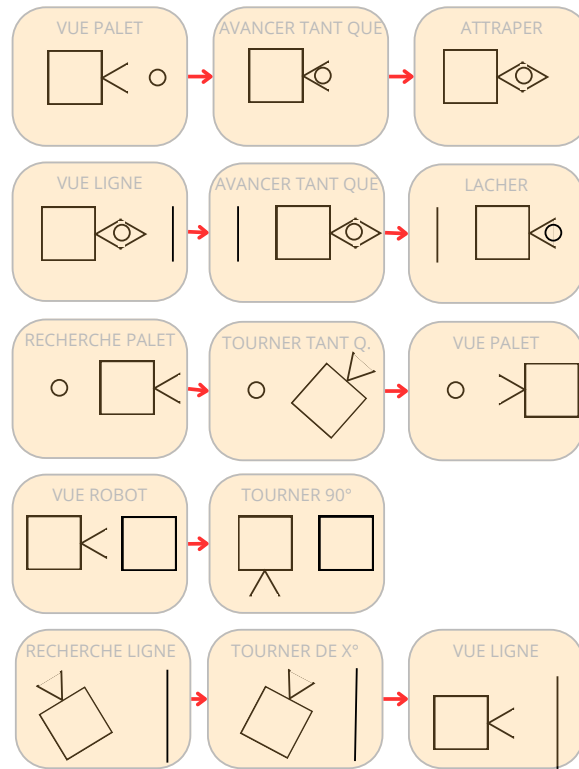 VUE PALET
AVANCER TANT QUE
ATTRAPER
VUE LIGNE
AVANCER TANT QUE
LACHER
RECHERCHE PALET
TOURNER TANT Q.
VUE PALET
VUE ROBOT
TOURNER 90°
RECHERCHE LIGNE
TOURNER DE X°
VUE LIGNE